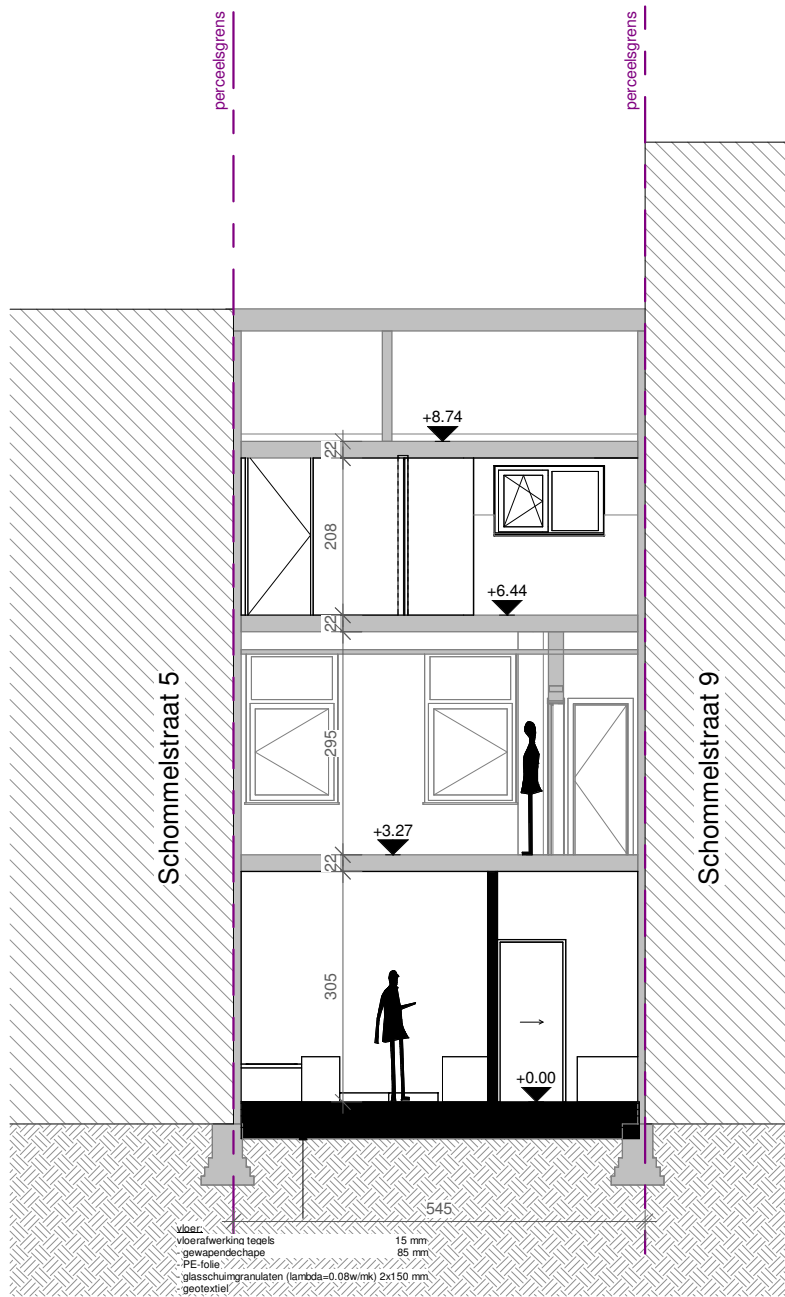 perceelsgrens
perceelsgrens
+8.74
22
208
+6.44
22
Schommelstraat 5
Schommelstraat 9
295
+3.27
22
305
+0.00
545
vloer:
vloerafwerking tegels 15 mm
- gewapendechape 85 mm
- PE-folie
- glasschuimgranulaten (lambda=0.08w/mk) 2x150 mm
- geotextiel